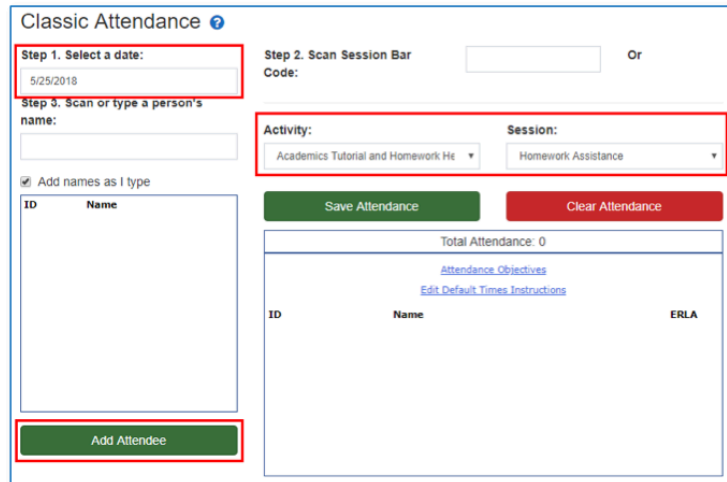 Classic Attendance ?
Step 1. Select a date:
5/25/2018
Step 3. Scan or type a person's
name:
Add names as I type
ID Name
Add Attendee
Step 2. Scan Session Bar
Code:
Or
Activity:
Academics Tutorial and Homework He
Session:
Homework Assistance
Save Attendance
Clear Attendance
Total Attendance: 0
Attendance Objectives
Edit Default Times Instructions
ID Name ERLA